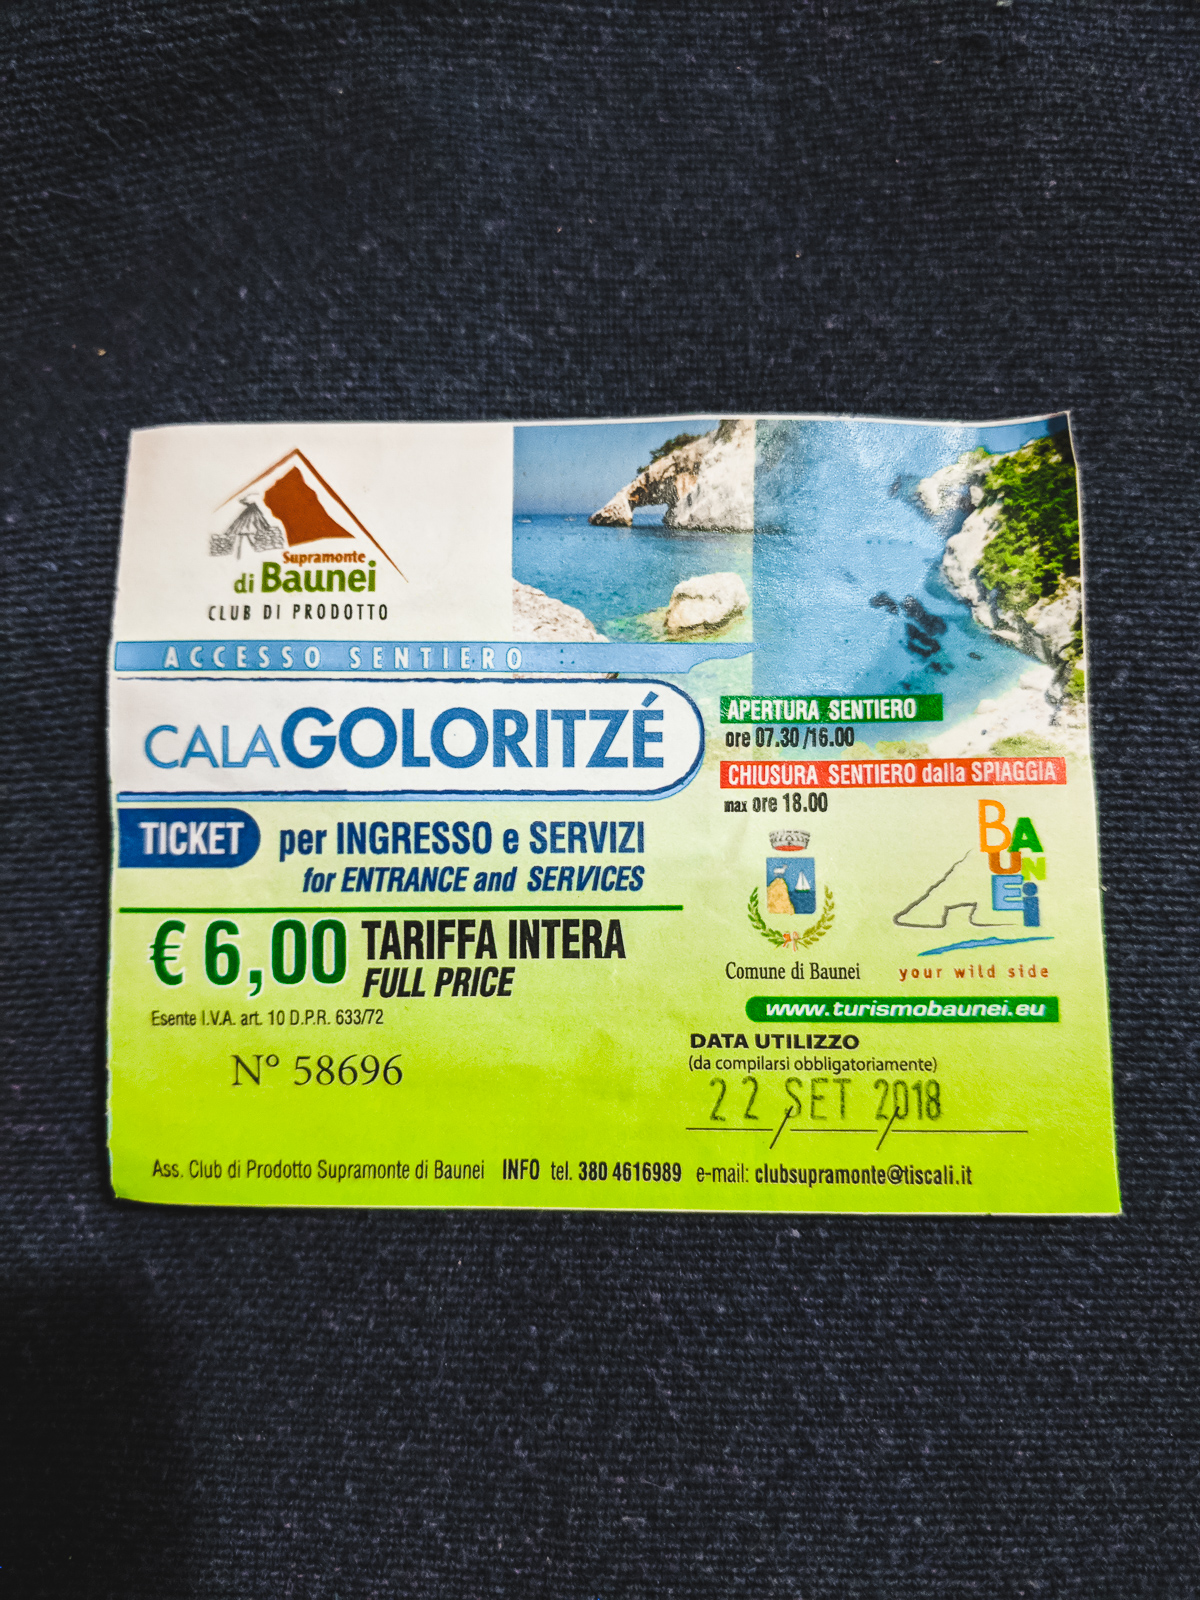 Supramonte
di Baunei
CLUB DI PRODOTTO
ACCESSO SENTIERO
CALA GOLORITZÉ
TICKET per INGRESSO e SERVIZI
for ENTRANCE and SERVICES
€ 6,00 TARIFFA INTERA
FULL PRICE
Esente I.V.A. art. 10 D.P.R. 633/72
N° 58696
APERTURA SENTIERO
ore 07.30/16.00
CHIUSURA SENTIERO dalla SPIAGGIA
max ore 18.00
Comune di Baunei
BAUNEi
your wild side
www.turismobaunei.eu
DATA UTILIZZO
(da compilarsi obbligatoriamente)
22 SET 2018
Ass. Club di Prodotto Supramonte di Baunei INFO tel. 380 4616989 e-mail: clubsupramonte@tiscali.it